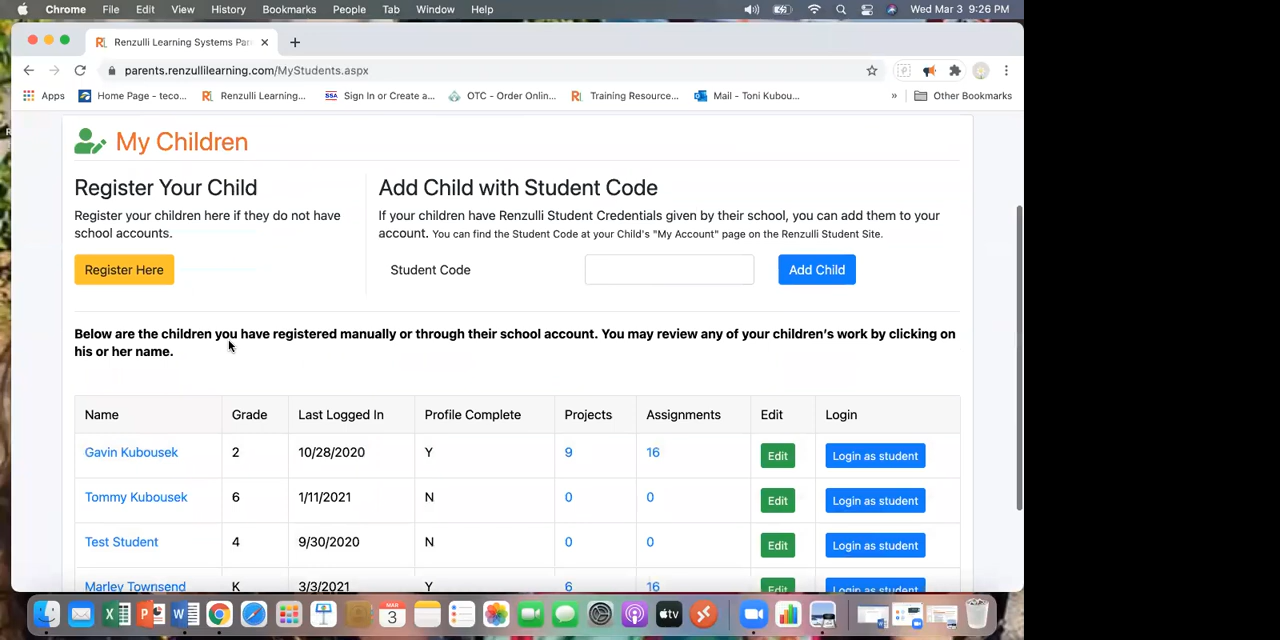 Chrome File Edit View History Bookmarks People Tab Window Help Wed Mar 3 9:26 PM
Renzulli Learning Systems Par
parents.renzullilearning.com/MyStudents.aspx
Apps Home Page - teco... Renzulli Learning... Sign In or Create a... OTC - Order Onlin... Training Resource... Mail - Toni Kubou... » Other Bookmarks
My Children
Register Your Child
Register your children here if they do not have
school accounts.
Register Here
Add Child with Student Code
If your children have Renzulli Student Credentials given by their school, you can add them to your
account. You can find the Student Code at your Child's "My Account" page on the Renzulli Student Site.
Student Code Add Child
Below are the children you have registered manually or through their school account. You may review any of your children's work by clicking on
his or her name.
Name Grade Last Logged In Profile Complete Projects Assignments Edit Login
Gavin Kubousek 2 10/28/2020 Y 9 16 Edit Login as student
Tommy Kubousek 6 1/11/2021 N 0 0 Edit Login as student
Test Student 4 9/30/2020 N 0 0 Edit Login as student
Marley Townsend K 3/3/2021 Y 6 16 Edit Login as student
MAR
3
tv